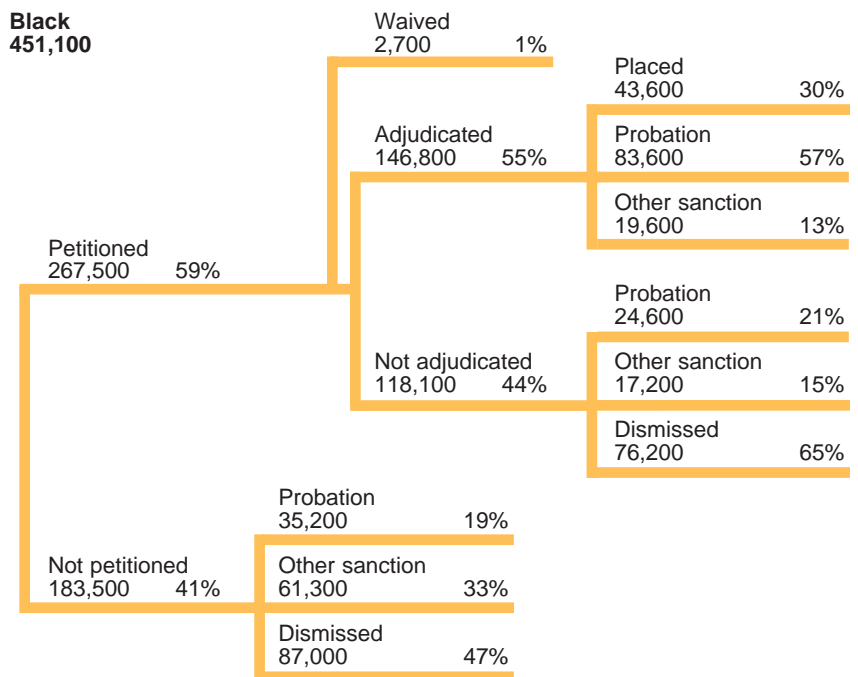 Black
451,100
Waived
2,700 1%
Placed
43,600 30%
Adjudicated
146,800 55%
Probation
83,600 57%
Other sanction
19,600 13%
Petitioned
267,500 59%
Probation
24,600 21%
Not adjudicated
118,100 44%
Other sanction
17,200 15%
Dismissed
76,200 65%
Probation
35,200 19%
Not petitioned
183,500 41%
Other sanction
61,300 33%
Dismissed
87,000 47%